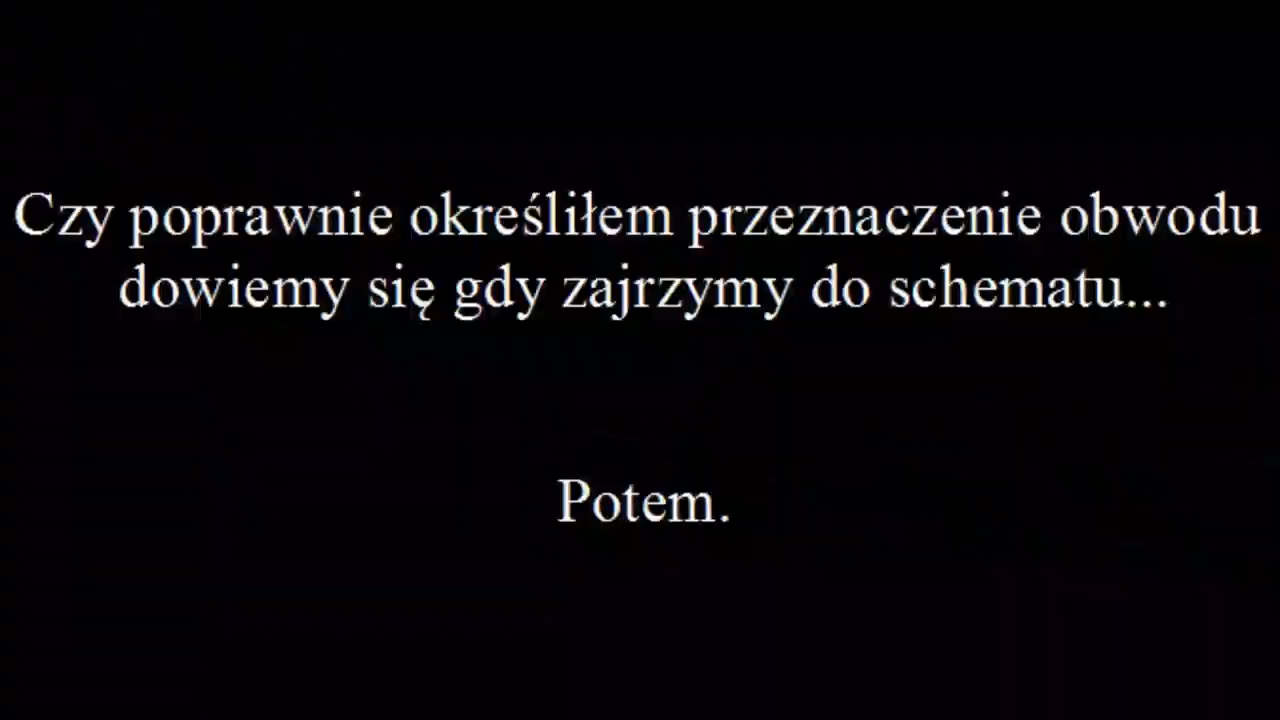 Czy poprawnie określiłem przeznaczenie obwodu
dowiemy się gdy zajrzymy do schematu...
Potem.